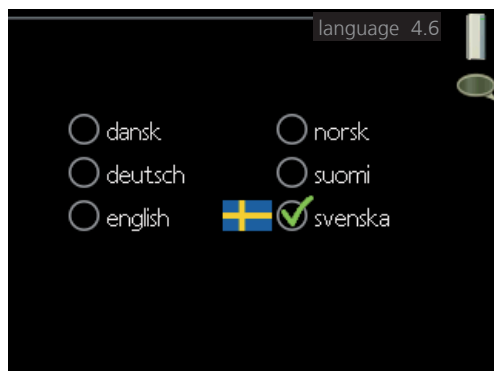 language 4.6
dansk
norsk
deutsch
suomi
english
svenska